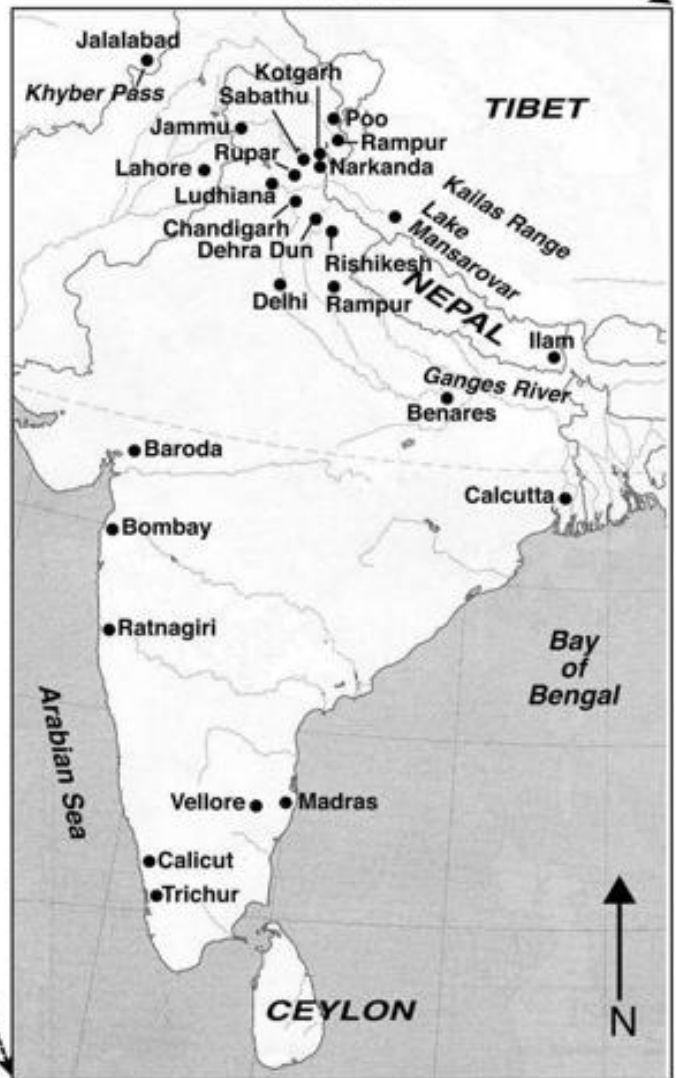 Jalalabad
Khyber Pass
Kotgarh
Sabathu
TIBET
Poo
Jammu
Rampur
Rupar
Lahore
Narkanda
Ludhiana
Kailas Range
Lake
Mansarovar
Chandigarh
Dehra Dun
Rishikesh
Delhi
Rampur
NEPAL
Ilam
Ganges River
Benares
Baroda
Calcutta
Bombay
Ratnagiri
Bay
of
Bengal
Arabian Sea
Vellore
Madras
Calicut
Trichur
CEYLON
N